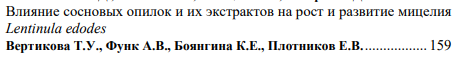 Влияние сосновых опилок и их экстрактов на рост и развитие мицелия
Lentinula edodes
Вертикова Т.У., Функ А.В., Боянгина К.Е., Плотников Е.В. .................. 159